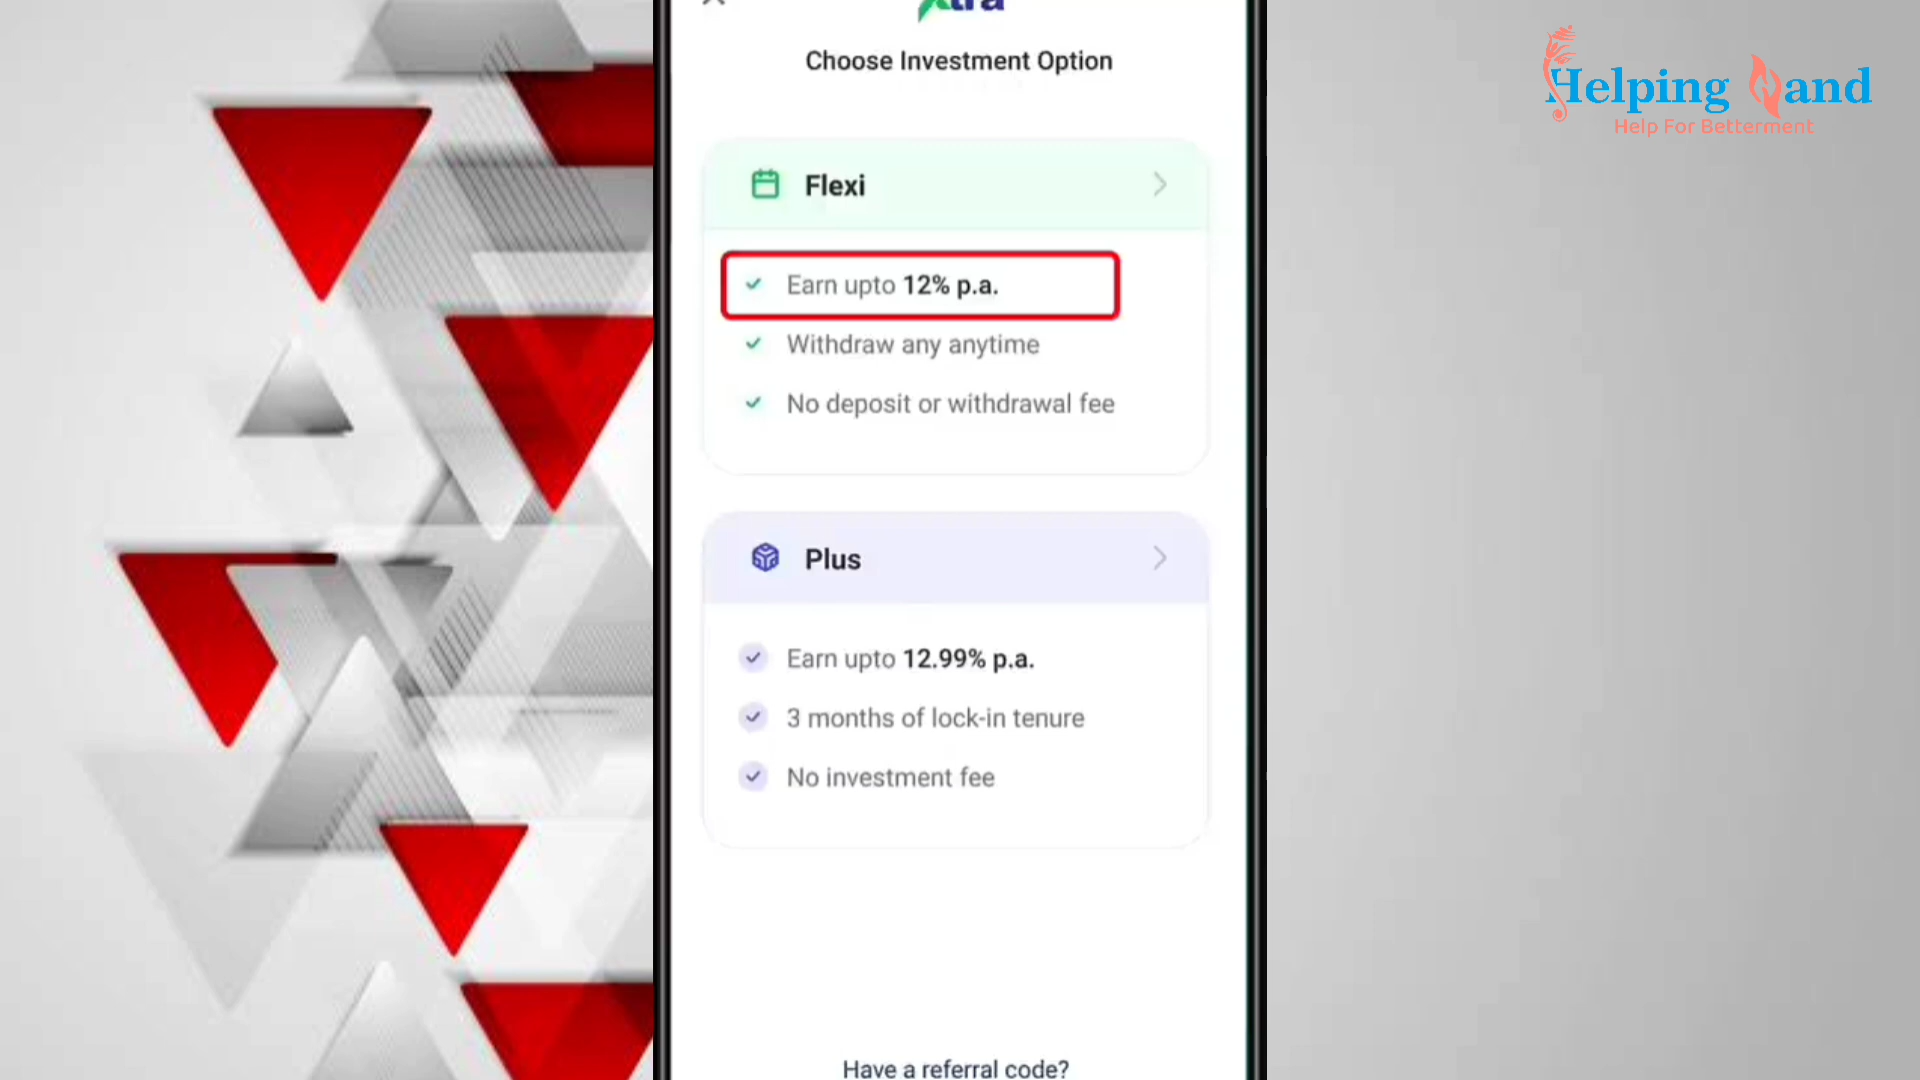 Xtra
Choose Investment Option
Helping Hand
Help For Betterment
Flexi
Earn upto 12% p.a.
Withdraw any anytime
No deposit or withdrawal fee
Plus
Earn upto 12.99% p.a.
3 months of lock-in tenure
No investment fee
Have a referral code?